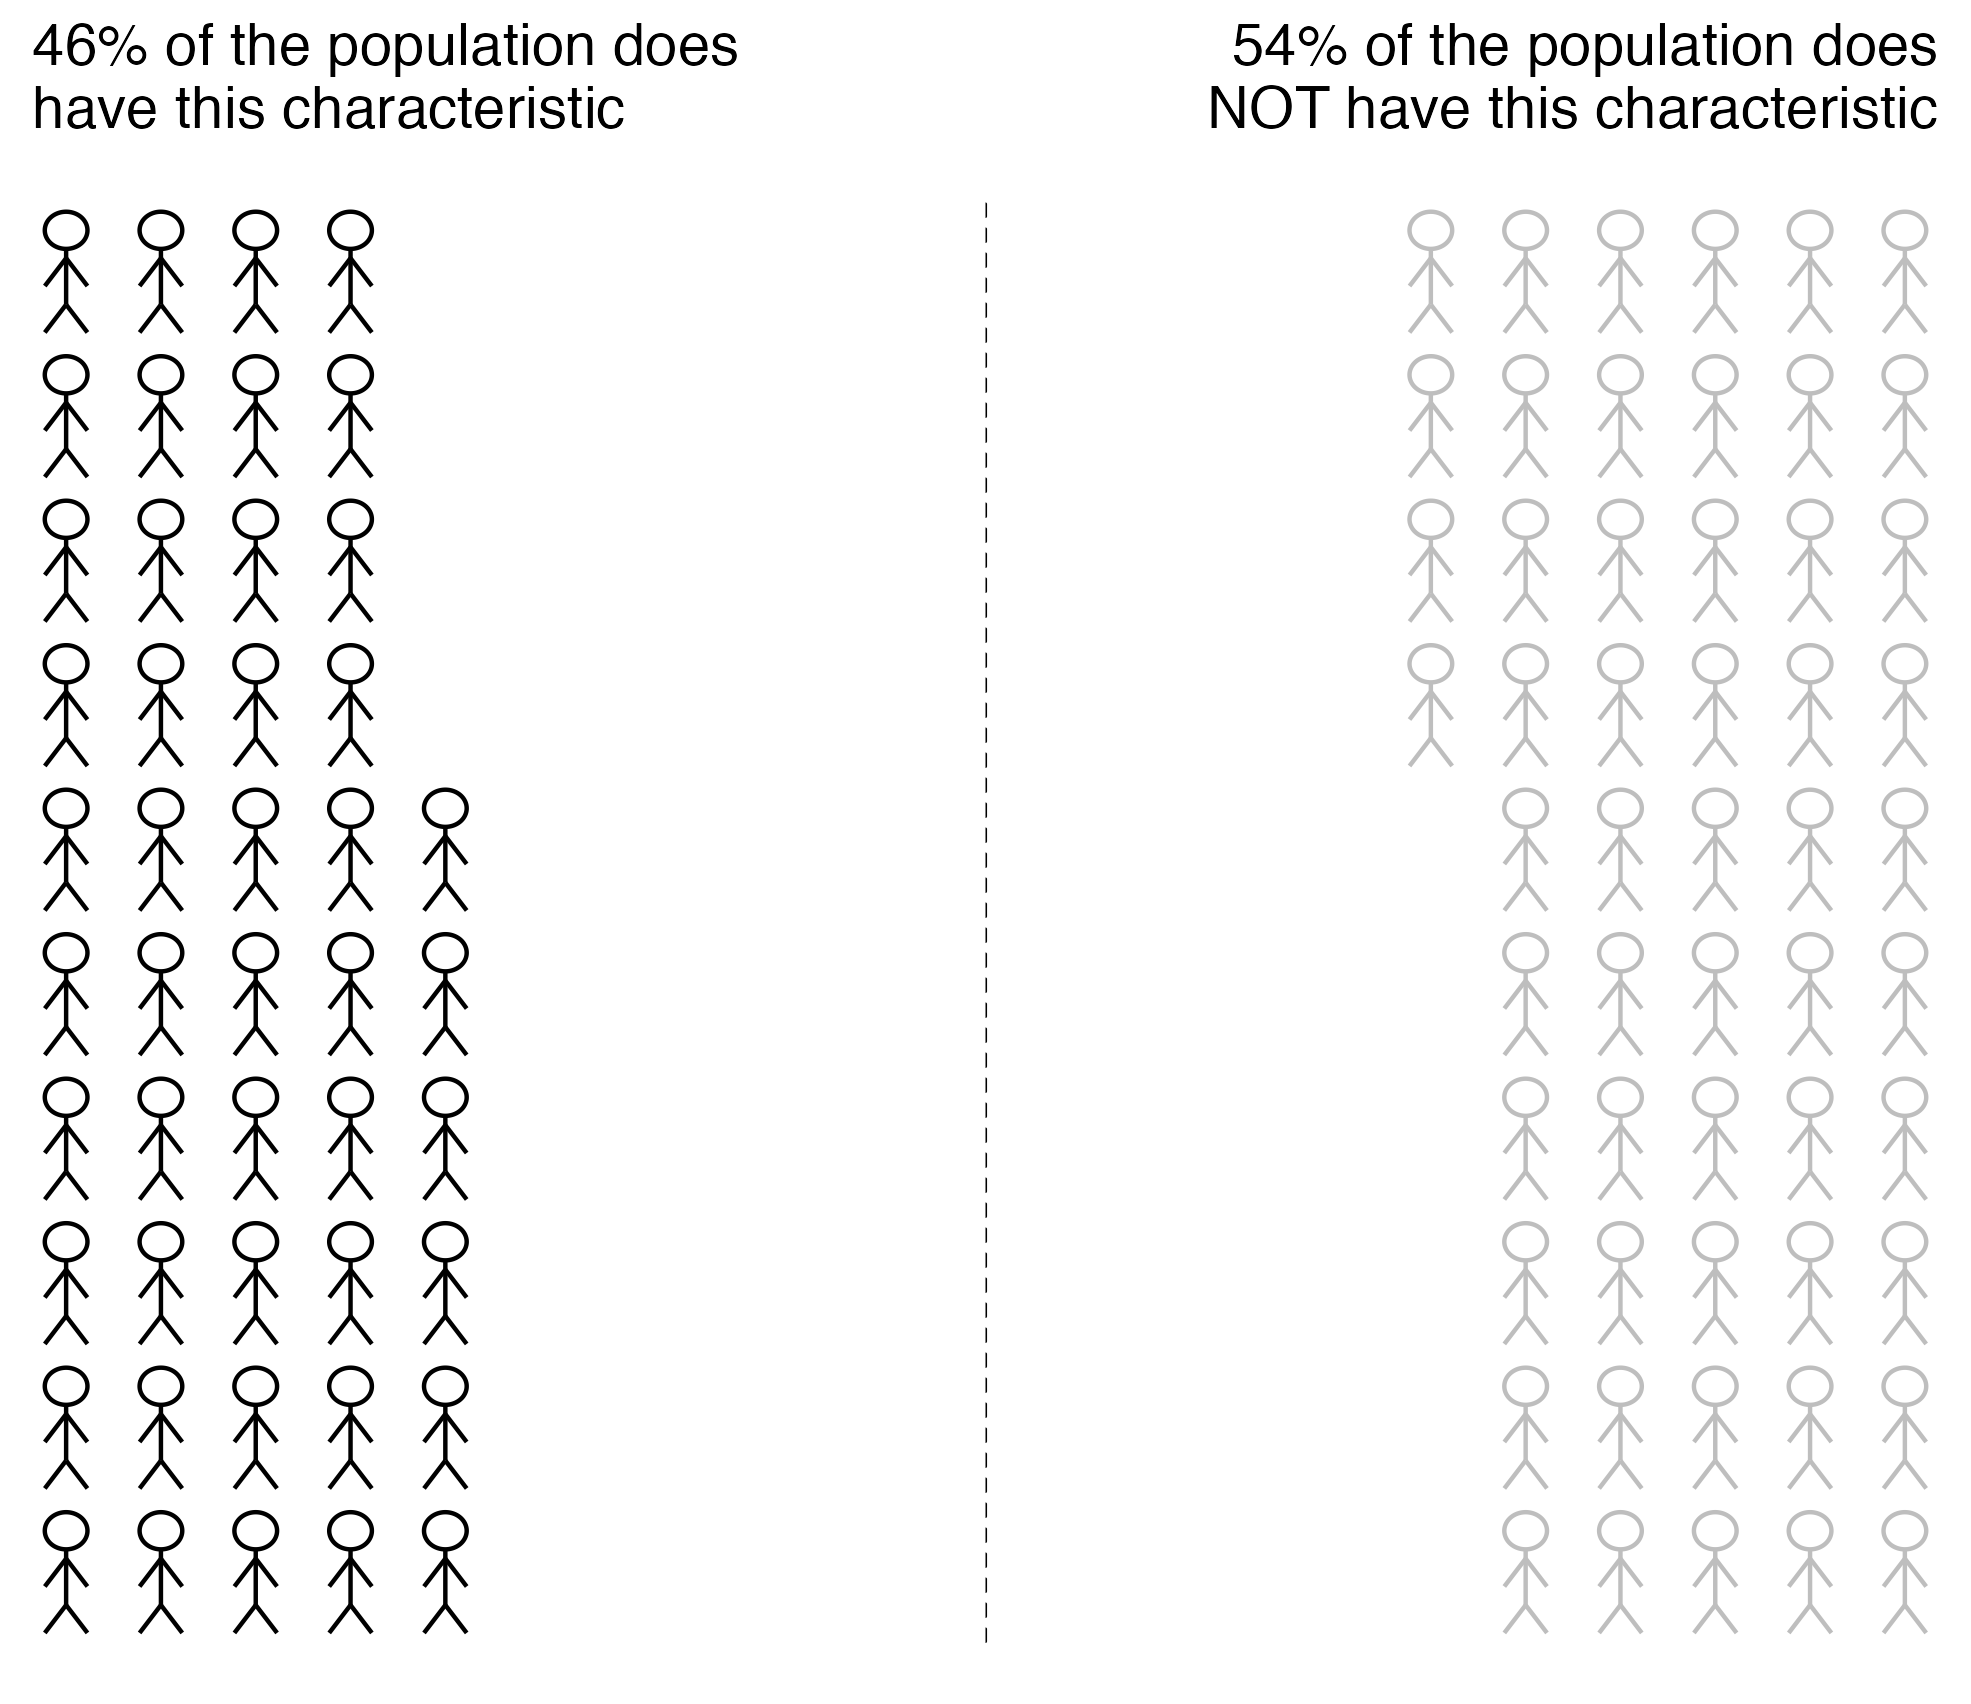 46% of the population does
have this characteristic
54% of the population does
NOT have this characteristic